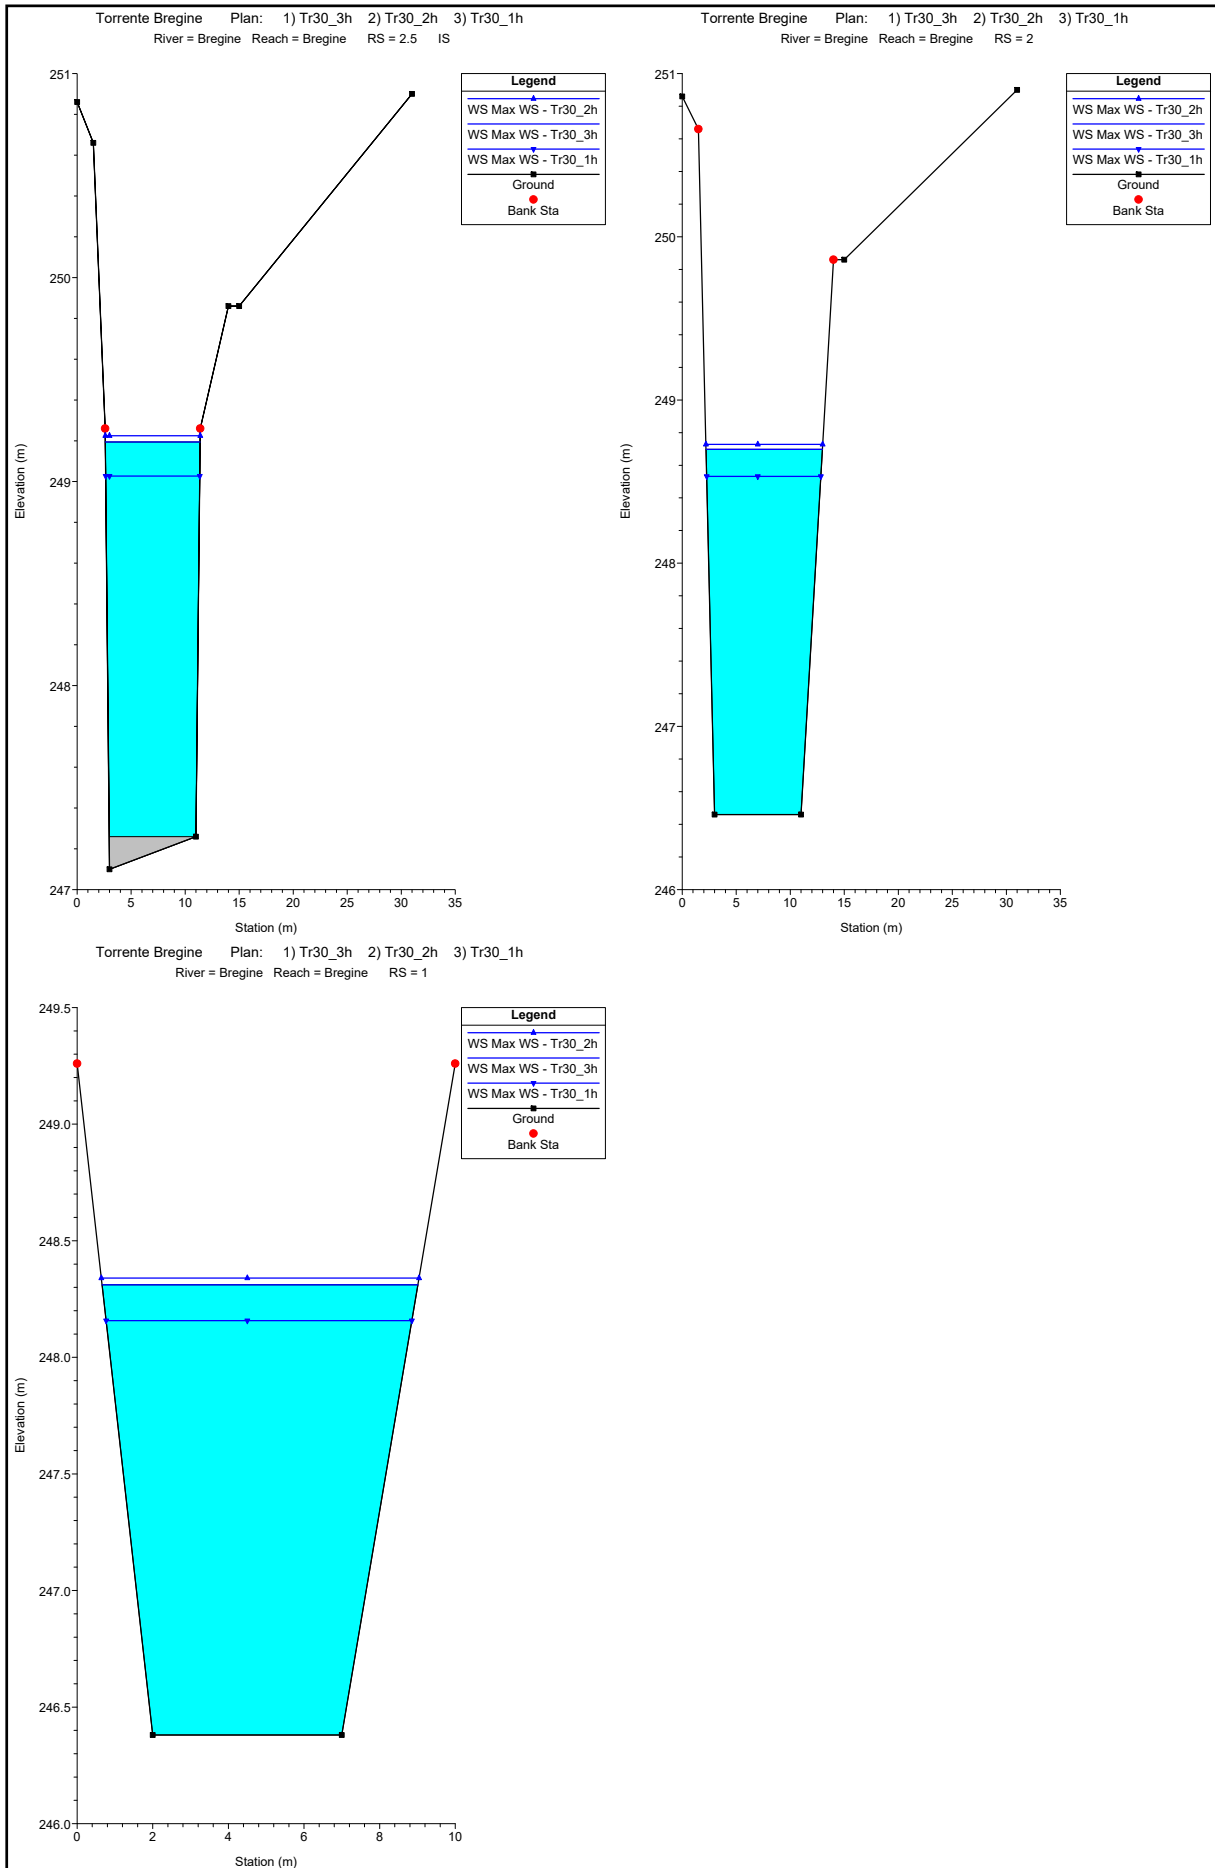 Torrente Bregine Plan: 1) Tr30_3h 2) Tr30_2h 3) Tr30_1h
River = Bregine Reach = Bregine RS = 2.5 IS
251
250
249
248
247
0 5 10 15 20 25 30 35
Elevation (m)
Station (m)
Legend
WS Max WS - Tr30_2h
WS Max WS - Tr30_3h
WS Max WS - Tr30_1h
Ground
Bank Sta
Torrente Bregine Plan: 1) Tr30_3h 2) Tr30_2h 3) Tr30_1h
River = Bregine Reach = Bregine RS = 2
251
250
249
248
247
246
0 5 10 15 20 25 30 35
Elevation (m)
Station (m)
Legend
WS Max WS - Tr30_2h
WS Max WS - Tr30_3h
WS Max WS - Tr30_1h
Ground
Bank Sta
Torrente Bregine Plan: 1) Tr30_3h 2) Tr30_2h 3) Tr30_1h
River = Bregine Reach = Bregine RS = 1
249.5
249.0
248.5
248.0
247.5
247.0
246.5
246.0
0 2 4 6 8 10
Elevation (m)
Station (m)
Legend
WS Max WS - Tr30_2h
WS Max WS - Tr30_3h
WS Max WS - Tr30_1h
Ground
Bank Sta